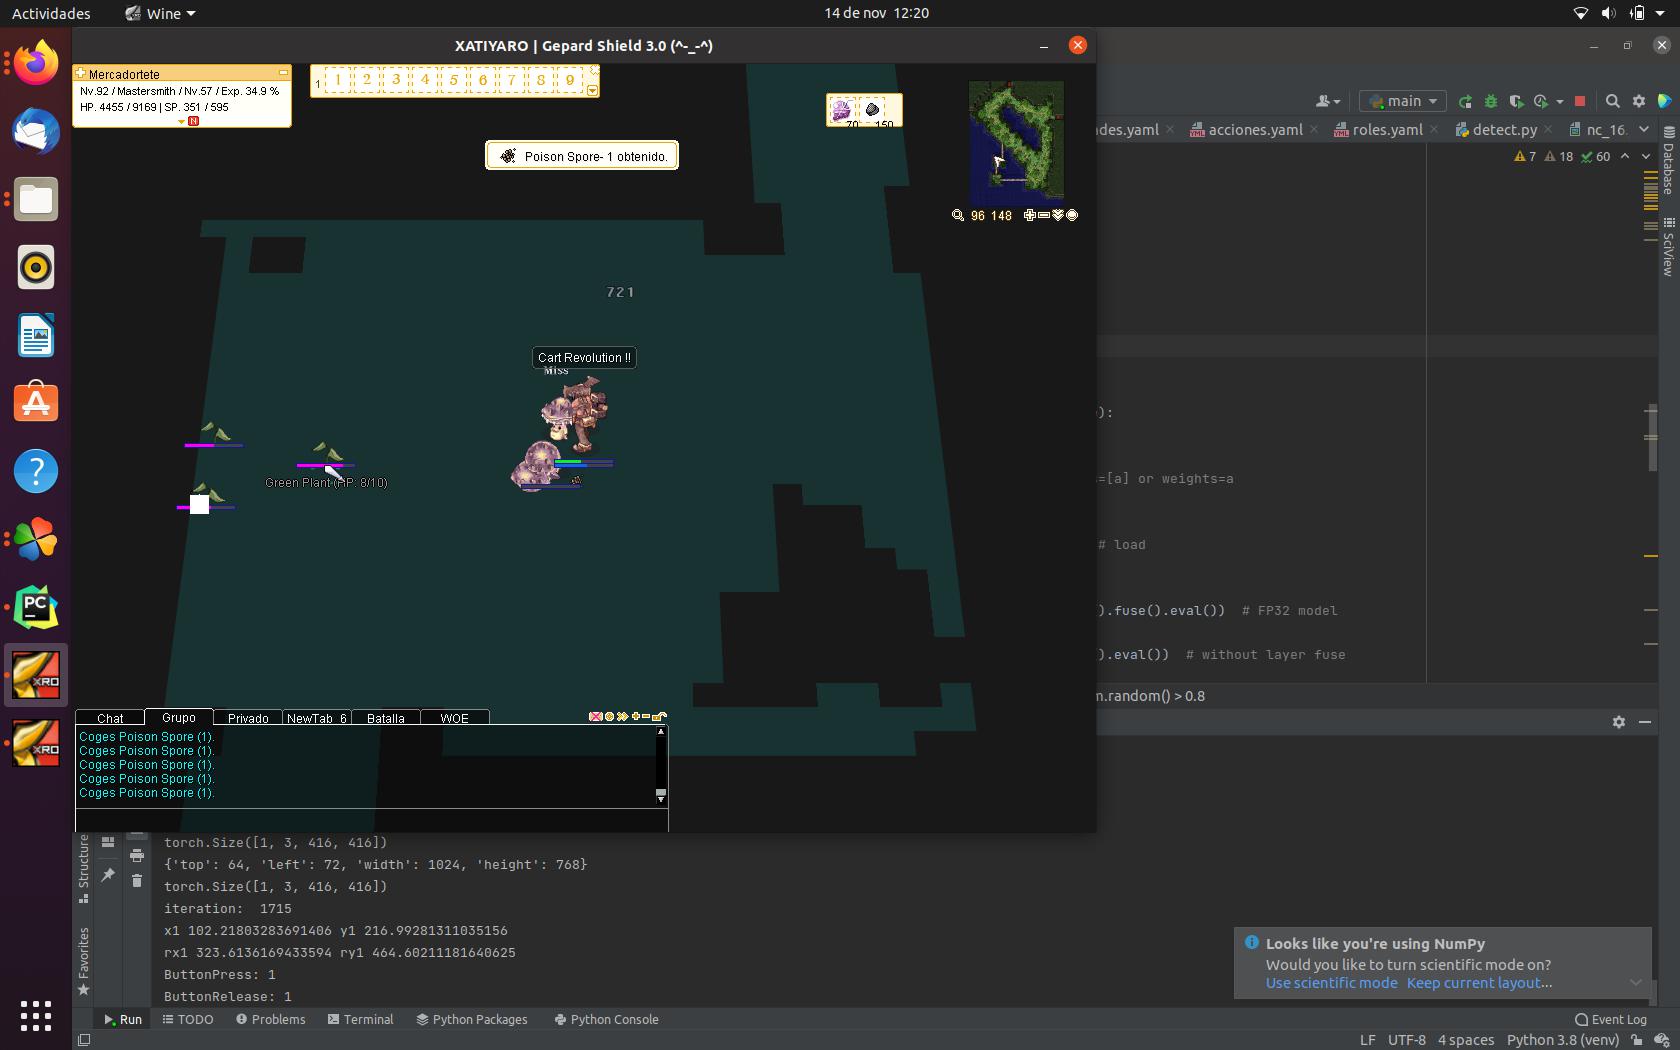 Actividades
Wine
14 de nov 12:20
XATIYARO | Gepard Shield 3.0 (^-_-^)
Mercadortete
Nv.92 / Mastersmith / Nv.57 / Exp. 34.9 %
HP. 4455 / 9169 | SP. 351 / 595
N
1 1 2 3 4 5 6 7 8 9
70 150
Poison Spore- 1 obtenido.
96 148
main
des.yaml
acciones.yaml
roles.yaml
detect.py
nc_16.
7 18 60
Database
SciView
721
Cart Revolution !!
Miss
Green Plant (HP: 8/10)
):
=[a] or weights=a
# load
).fuse().eval()) # FP32 model
).eval()) # without layer fuse
m.random() > 0.8
Chat Grupo Privado NewTab_6 Batalla WOE
Coges Poison Spore (1).
Coges Poison Spore (1).
Coges Poison Spore (1).
Coges Poison Spore (1).
Coges Poison Spore (1).
PC
XRO
XRO
Structure
Favorites
torch.Size([1, 3, 416, 416])
{'top': 64, 'left': 72, 'width': 1024, 'height': 768}
torch.Size([1, 3, 416, 416])
iteration: 1715
x1 102.21803283691406 y1 216.99281311035156
rx1 323.6136169433594 ry1 464.60211181640625
ButtonPress: 1
ButtonRelease: 1
Looks like you're using NumPy
Would you like to turn scientific mode on?
Use scientific mode Keep current layout...
Run TODO Problems Terminal Python Packages Python Console
Event Log
LF UTF-8 4 spaces Python 3.8 (venv)